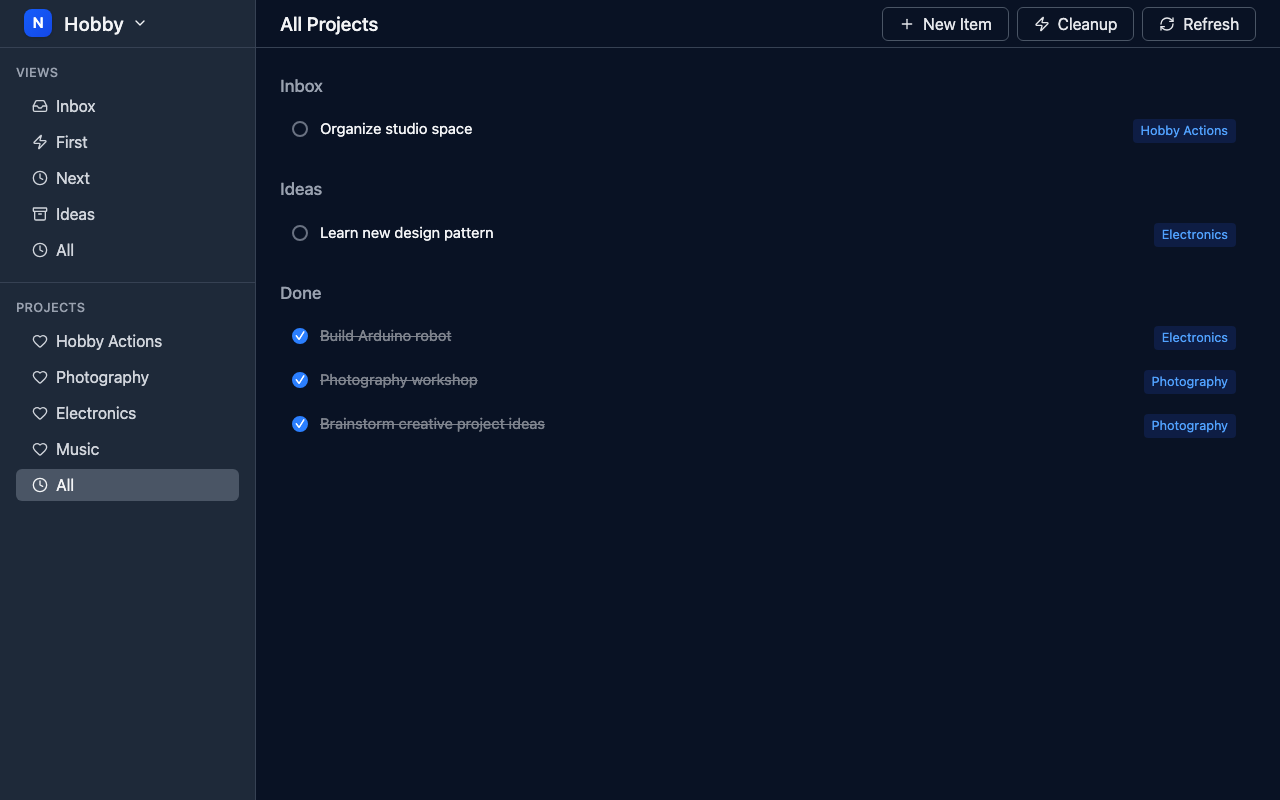 N Hobby
All Projects
New Item
Cleanup
Refresh
VIEWS
Inbox
First
Next
Ideas
All
PROJECTS
Hobby Actions
Photography
Electronics
Music
All
Inbox
Organize studio space Hobby Actions
Ideas
Learn new design pattern Electronics
Done
Build Arduino robot Electronics
Photography workshop Photography
Brainstorm creative project ideas Photography